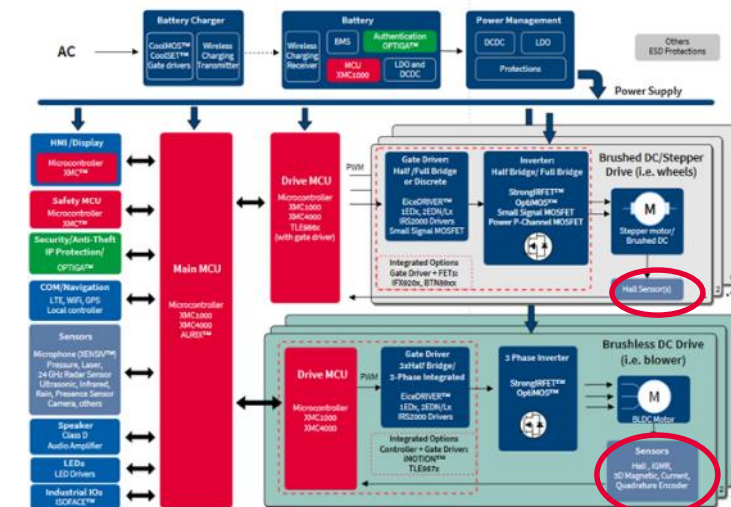 Battery Charger
CoolMOS™
CoolSET™
Gate drivers
Wireless
Charging
Transmitter
Battery
Wireless
Charging
Receiver
BMS
Authentication
OPTIGA™
MCU
XMC1000
LDO and
DCDC
Power Management
DCDC
LDO
Protections
Others
ESD Protections
AC
Power Supply
HMI /Display
Microcontroller
XMC™
Safety MCU
Microcontroller
XMC™
Security/Anti-Theft
IP Protection/
OPTIGA™
COM/Navigation
LTE, WiFi, GPS
Local controller
Sensors
Microphone (XENSIV™)
Pressure, Laser,
24 GHz Radar Sensor
Ultrasonic, Infrared,
Rain, Presence Sensor
Camera, others
Speaker
Class D
Audio Amplifier
LEDs
LED Drivers
Industrial IOs
ISOFACE™
Main MCU
Microcontroller
XMC1000
XMC4000
AURIX™
Drive MCU
Microcontroller
XMC1000
XMC4000
TLE986x
(with gate driver)
PWM
Gate Driver:
Half /Full Bridge
or Discrete
EiceDRIVER™
1EDx, 2EDN/Lx
IRS2000 Drivers
Small Signal MOSFET
Integrated Options
Gate Driver + FETs:
Inverter:
Half Bridge/ Full Bridge
StrongIRFET™
OptiMOS™
Small Signal MOSFET
Power P-Channel MOSFET
Brushed DC/Stepper
Drive (i.e. wheels)
M
Stepper motor/
Brushed DC
Hall Sensor(s)
2
Brushless DC Drive
(i.e. blower)
Drive MCU
Microcontroller
XMC1000
XMC4000
PWM
Gate Driver
3xHalf Bridge/
3-Phase Integrated
EiceDRIVER™
1EDx, 2EDN/Lx
IRS2000 Drivers
Integrated Options
Controller + Gate Driver:
iMOTION™
TLE987x
3 Phase Inverter
StrongIRFET™
OptiMOS™
M
BLDC Motor
Sensors
Hall, iGMR,
3D Magnetic, Current,
Quadrature Encoder
2